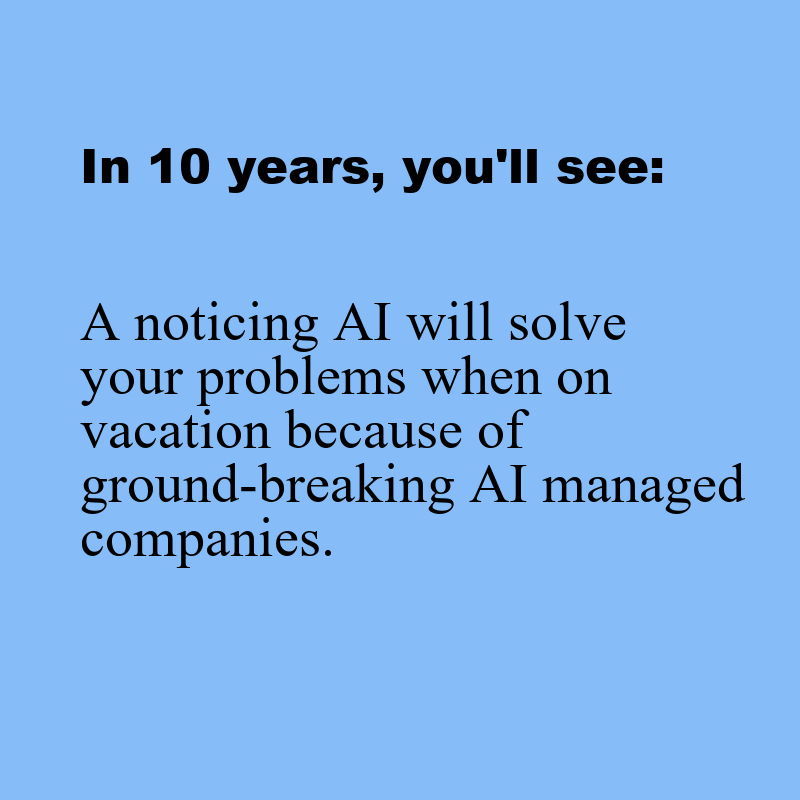 In 10 years, you'll see:
A noticing AI will solve
your problems when on
vacation because of
ground-breaking AI managed
companies.